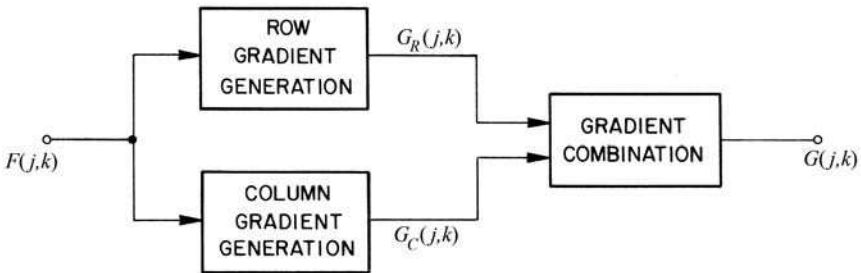 ROW
GRADIENT
GENERATION
G_R(j,k)
F(j,k)
GRADIENT
COMBINATION
G(j,k)
COLUMN
GRADIENT
GENERATION
G_C(j,k)